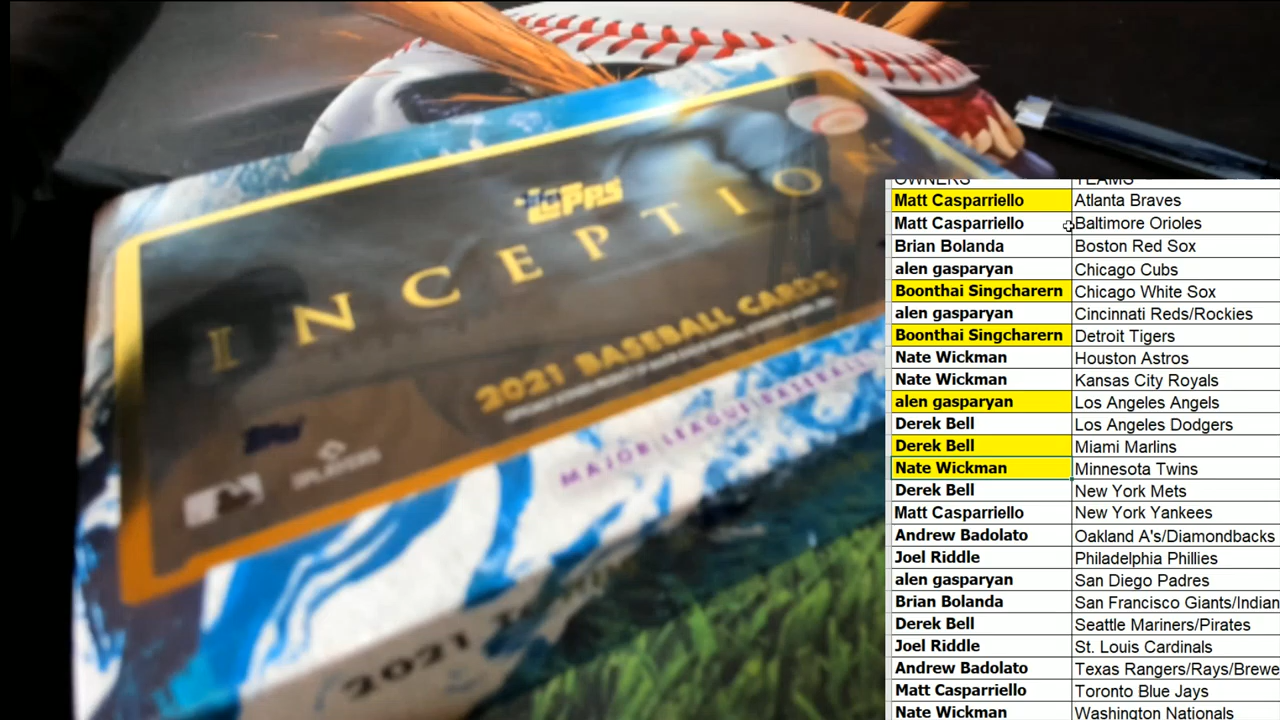 Topps
INCEPTION
2021 BASEBALL CARDS
MAJOR LEAGUE BASEBALL
PLAYERS
2021
OWNERS TEAMS
Matt Casparriello Atlanta Braves
Matt Casparriello Baltimore Orioles
Brian Bolanda Boston Red Sox
alen gasparyan Chicago Cubs
Boonthai Singcharern Chicago White Sox
alen gasparyan Cincinnati Reds/Rockies
Boonthai Singcharern Detroit Tigers
Nate Wickman Houston Astros
Nate Wickman Kansas City Royals
alen gasparyan Los Angeles Angels
Derek Bell Los Angeles Dodgers
Derek Bell Miami Marlins
Nate Wickman Minnesota Twins
Derek Bell New York Mets
Matt Casparriello New York Yankees
Andrew Badolato Oakland A's/Diamondbacks
Joel Riddle Philadelphia Phillies
alen gasparyan San Diego Padres
Brian Bolanda San Francisco Giants/Indian
Derek Bell Seattle Mariners/Pirates
Joel Riddle St. Louis Cardinals
Andrew Badolato Texas Rangers/Rays/Brewe
Matt Casparriello Toronto Blue Jays
Nate Wickman Washington Nationals